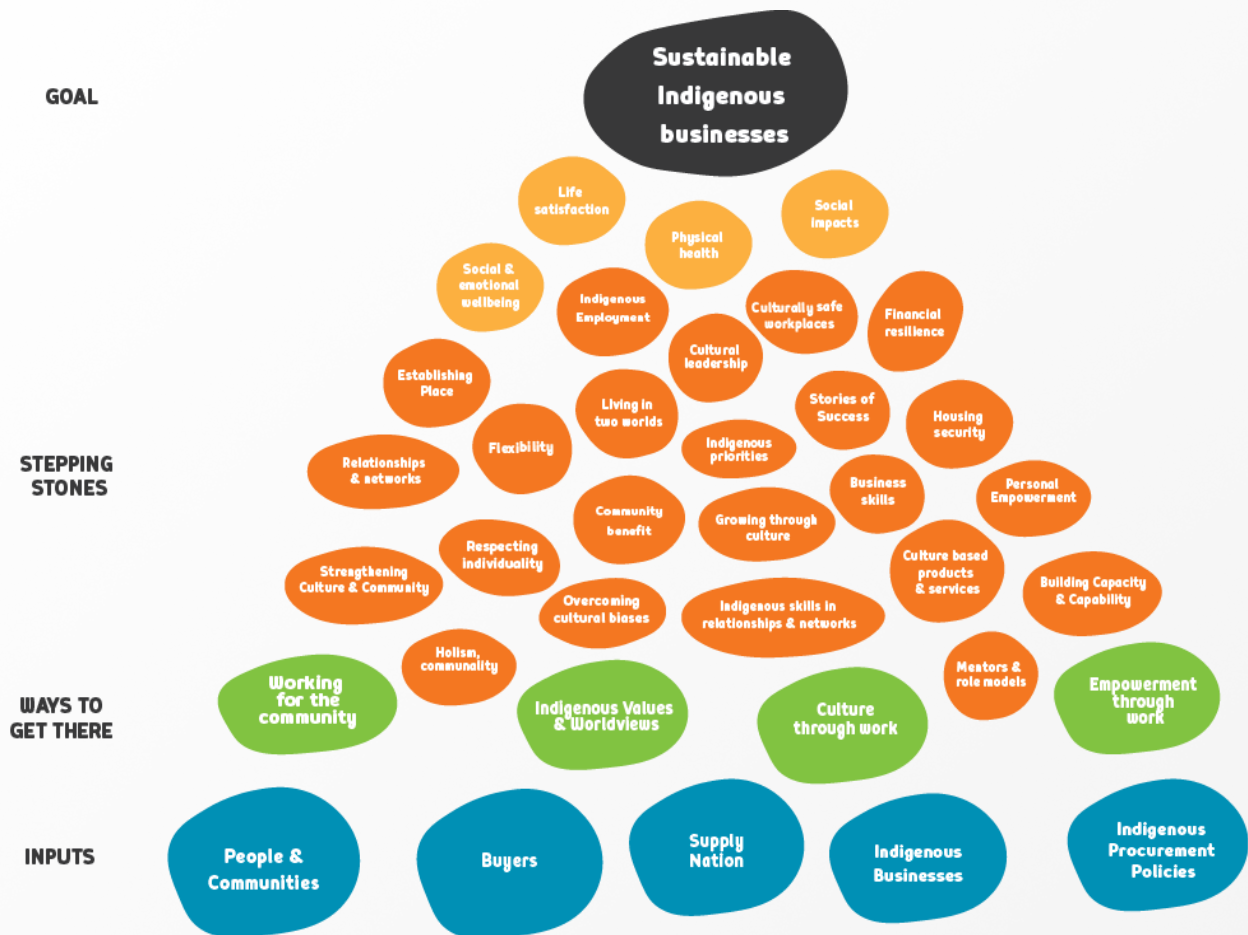 GOAL
Sustainable
Indigenous
businesses
Life
satisfaction
Physical
health
Social
impacts
Social &
emotional
wellbeing
Indigenous
Employment
Culturally safe
workplaces
Financial
resilience
Cultural
leadership
Establishing
Place
Living in
two worlds
Stories of
Success
Housing
security
Flexibility
Indigenous
priorities
STEPPING
STONES
Relationships
& networks
Business
skills
Personal
Empowerment
Community
benefit
Growing through
culture
Respecting
individuality
Culture based
products
& services
Strengthening
Culture & Community
Building Capacity
& Capability
Overcoming
cultural biases
Indigenous skills in
relationships & networks
Holism,
communality
Mentors &
role models
WAYS TO
GET THERE
Working
for the
community
Indigenous Values
& Worldviews
Culture
through work
Empowerment
through
work
INPUTS
People &
Communities
Buyers
Supply
Nation
Indigenous
Businesses
Indigenous
Procurement
Policies